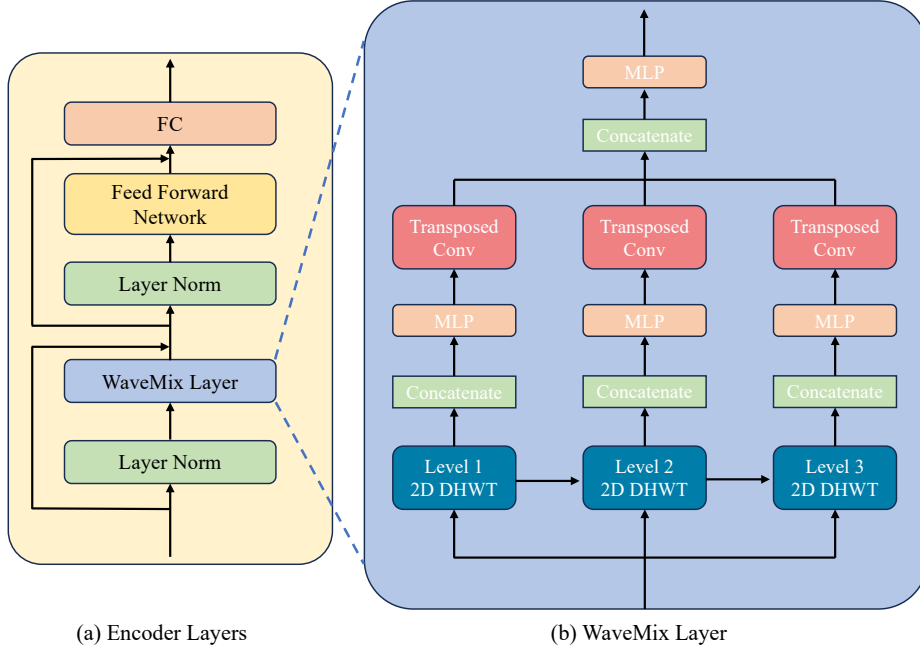 FC
Feed Forward
Network
Layer Norm
WaveMix Layer
Layer Norm
(a) Encoder Layers
MLP
Concatenate
Transposed
Conv
Transposed
Conv
Transposed
Conv
MLP
MLP
MLP
Concatenate
Concatenate
Concatenate
Level 1
2D DHWT
Level 2
2D DHWT
Level 3
2D DHWT
(b) WaveMix Layer